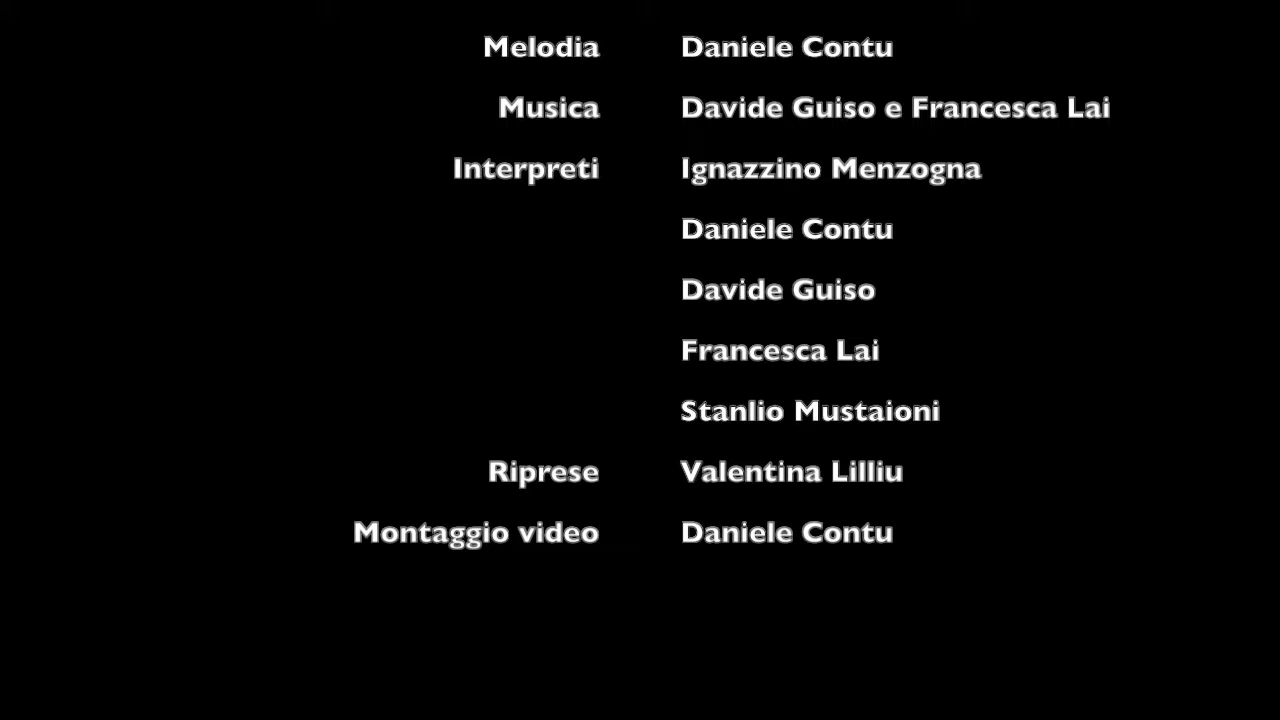 Melodia Daniele Contu
Musica Davide Guiso e Francesca Lai
Interpreti Ignazzino Menzogna
Daniele Contu
Davide Guiso
Francesca Lai
Stanlio Mustaioni
Riprese Valentina Lilliu
Montaggio video Daniele Contu